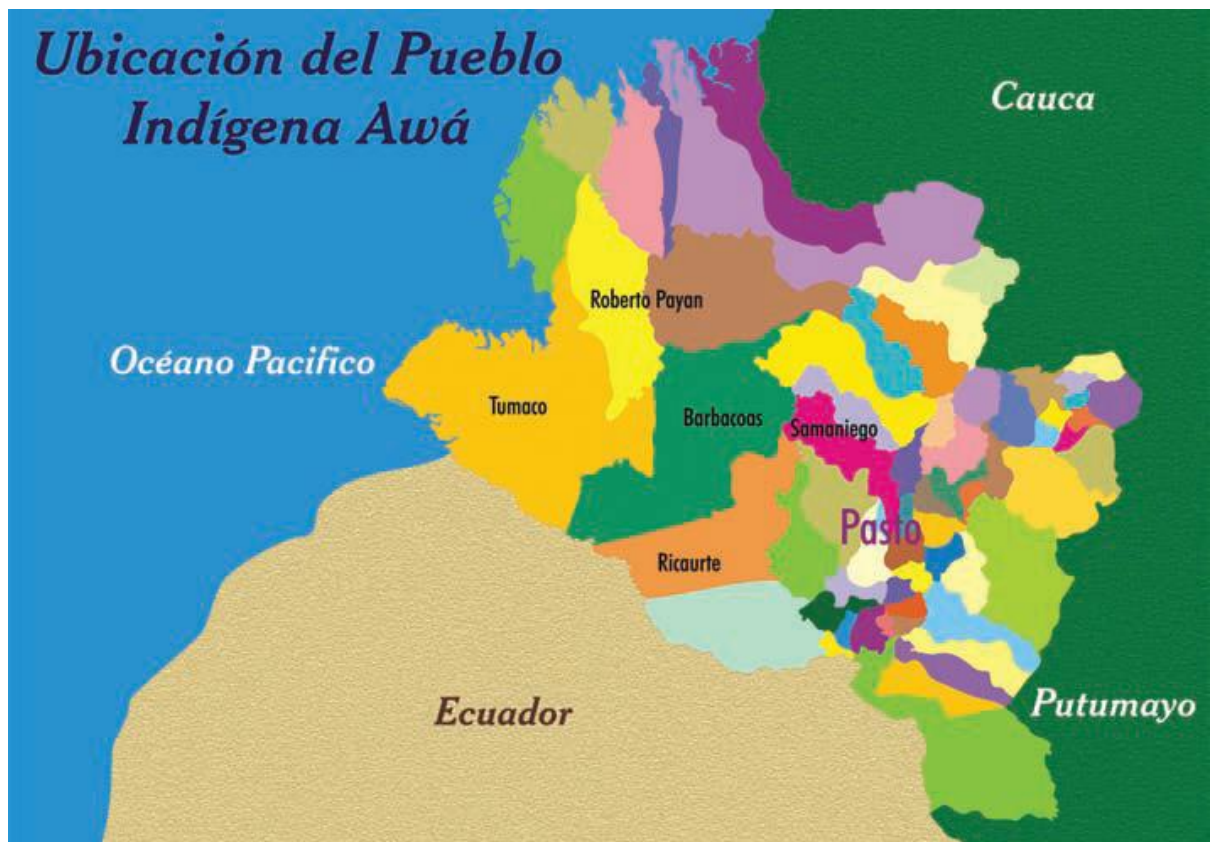 Ubicación del Pueblo
Indígena Awá
Cauca
Roberto Payan
Océano Pacifico
Tumaco
Barbacoas
Samaniego
Pasto
Ricaurte
Ecuador
Putumayo